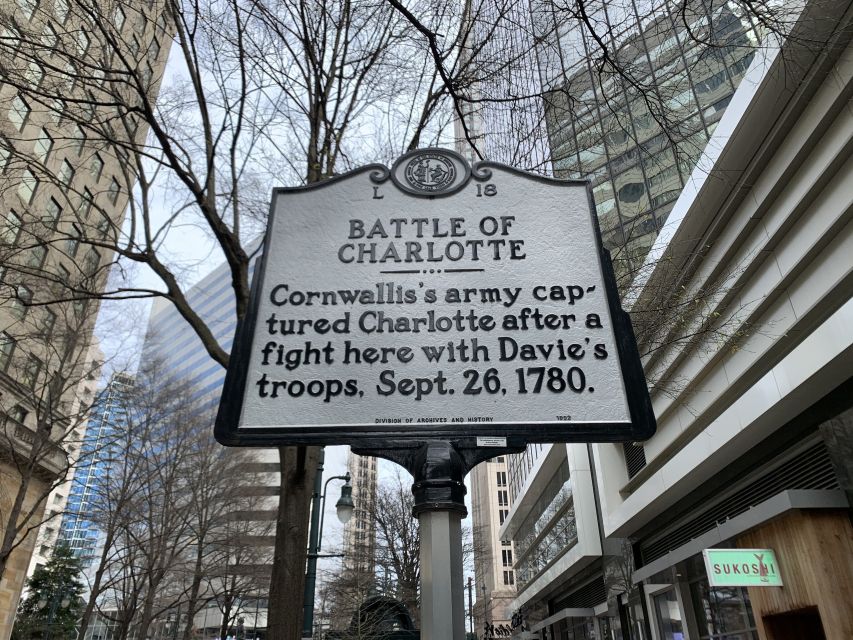 L 18
BATTLE OF
CHARLOTTE
Cornwallis's army cap-
tured Charlotte after a
fight here with Davie's
troops, Sept. 26, 1780.
DIVISION OF ARCHIVES AND HISTORY 1992
SUKOSHI